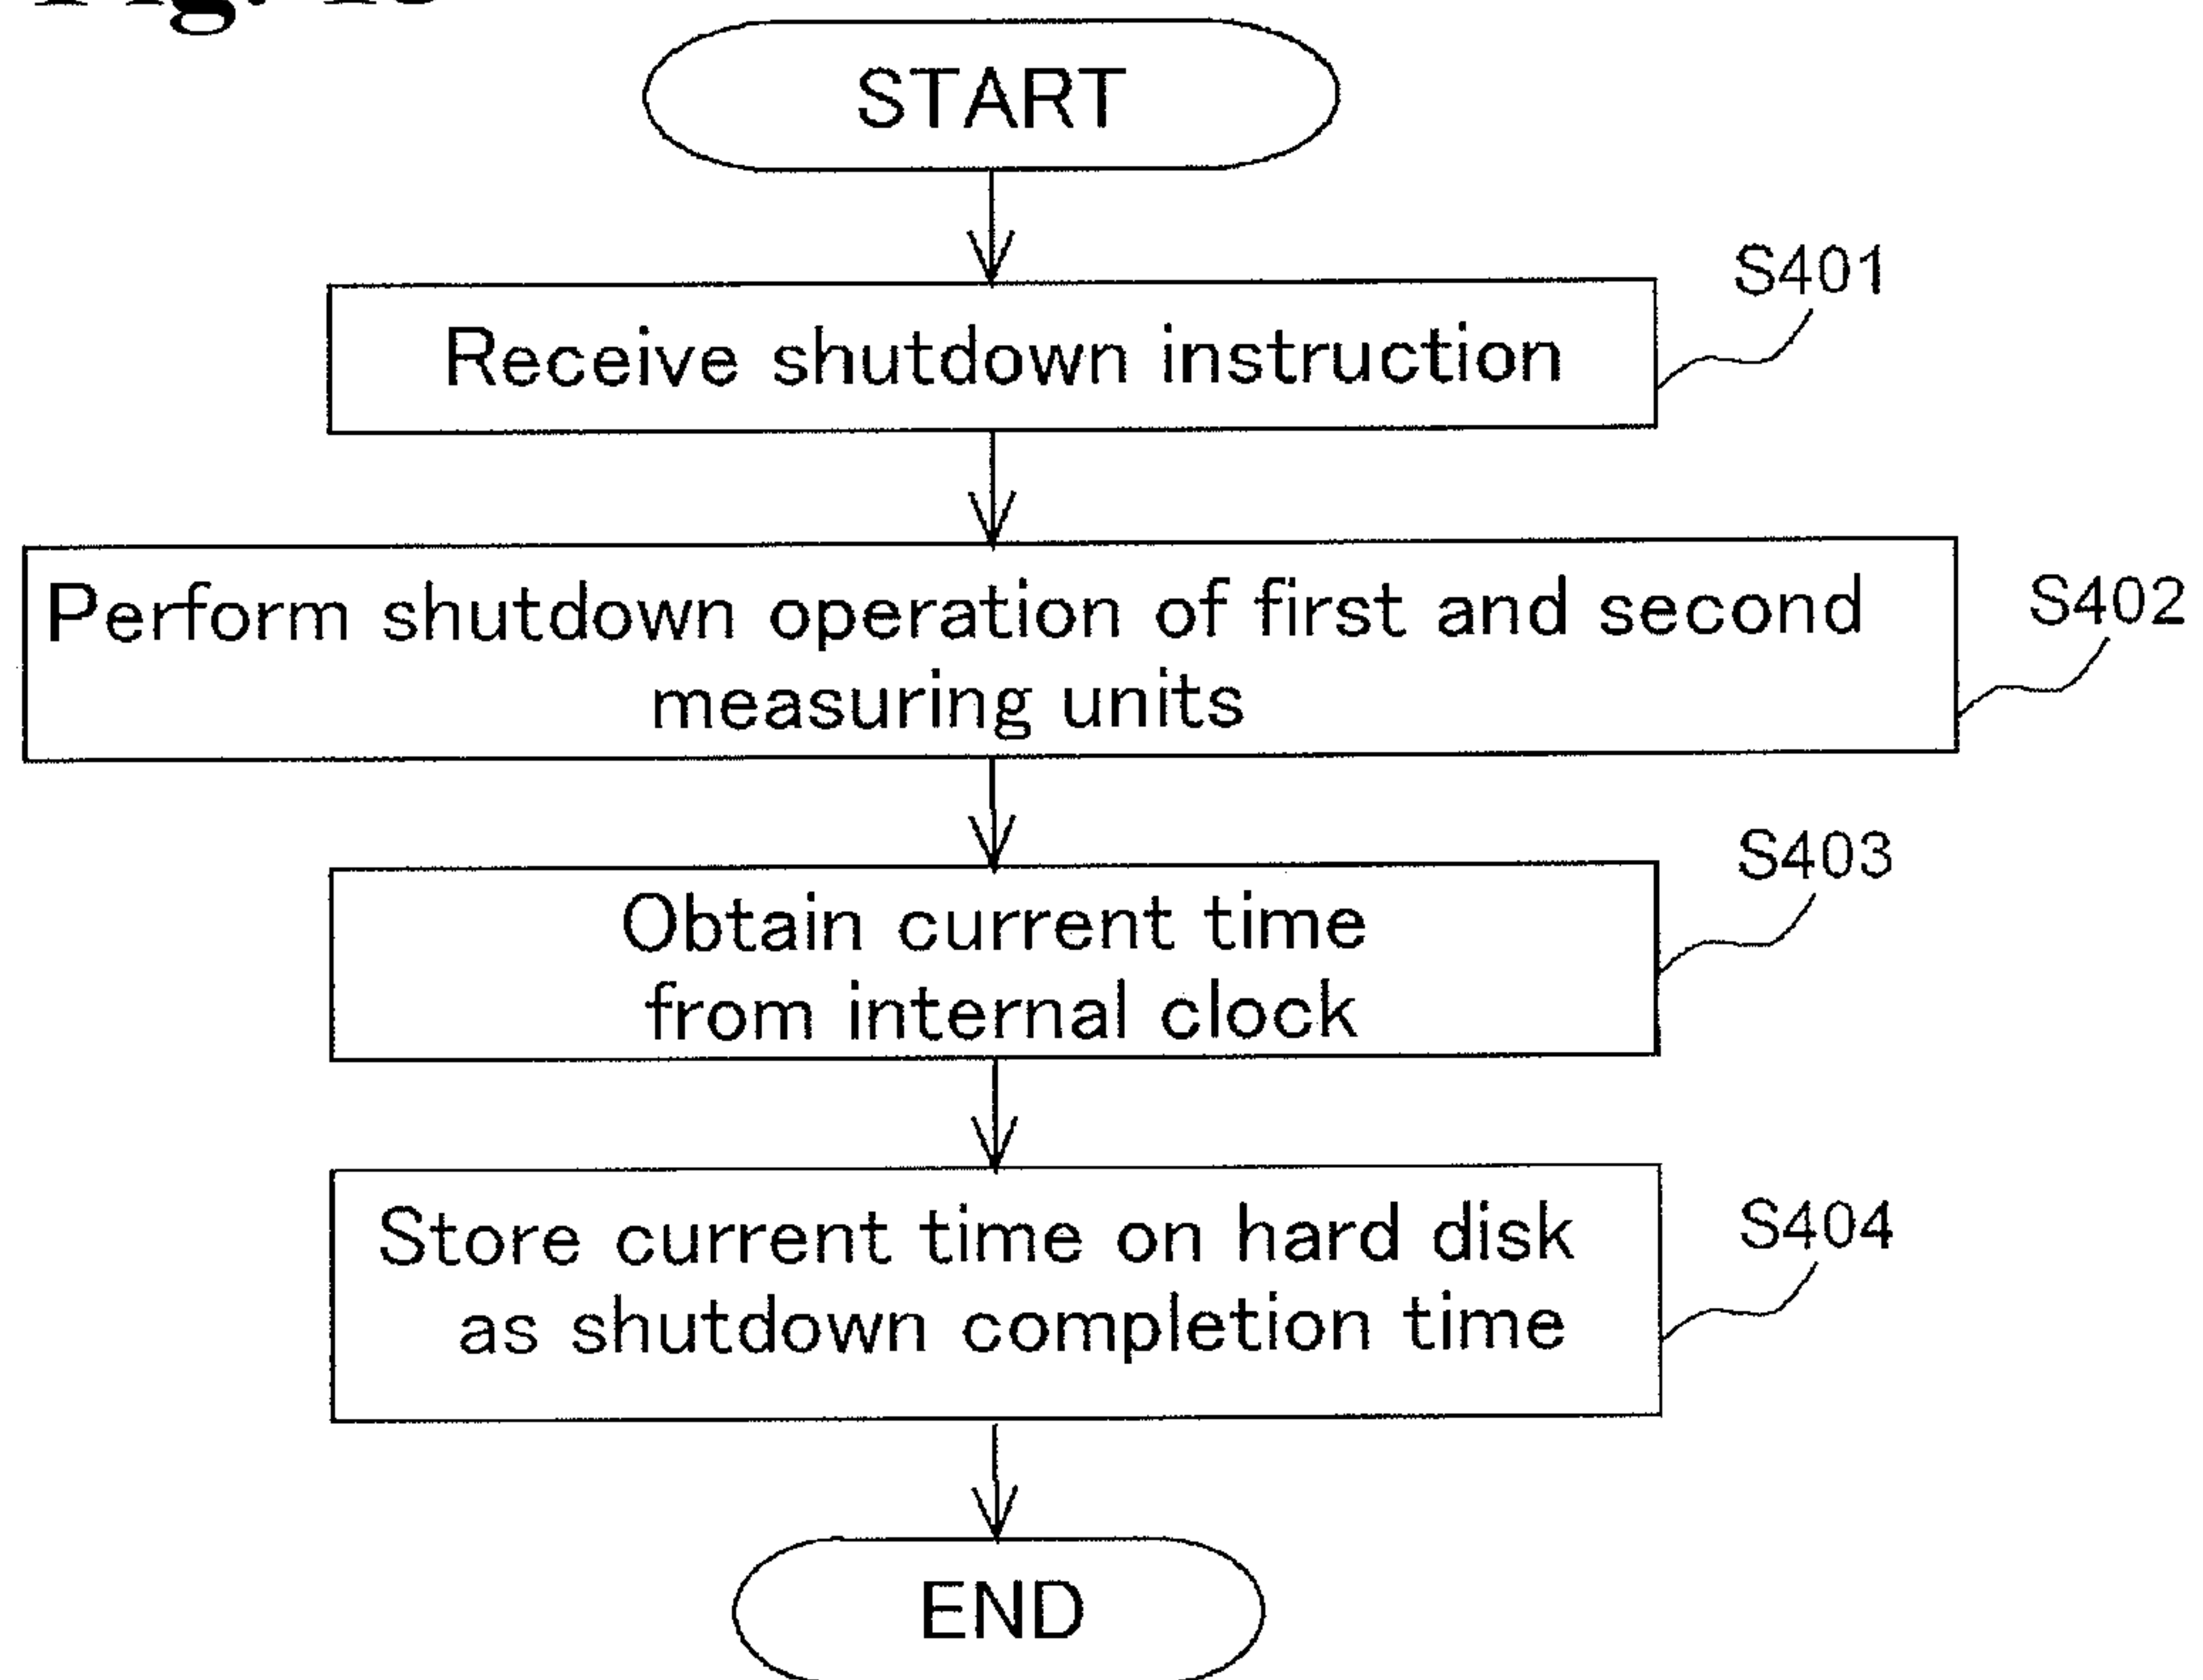 START
S401
Receive shutdown instruction
S402
Perform shutdown operation of first and second
measuring units
S403
Obtain current time
from internal clock
S404
Store current time on hard disk
as shutdown completion time
END